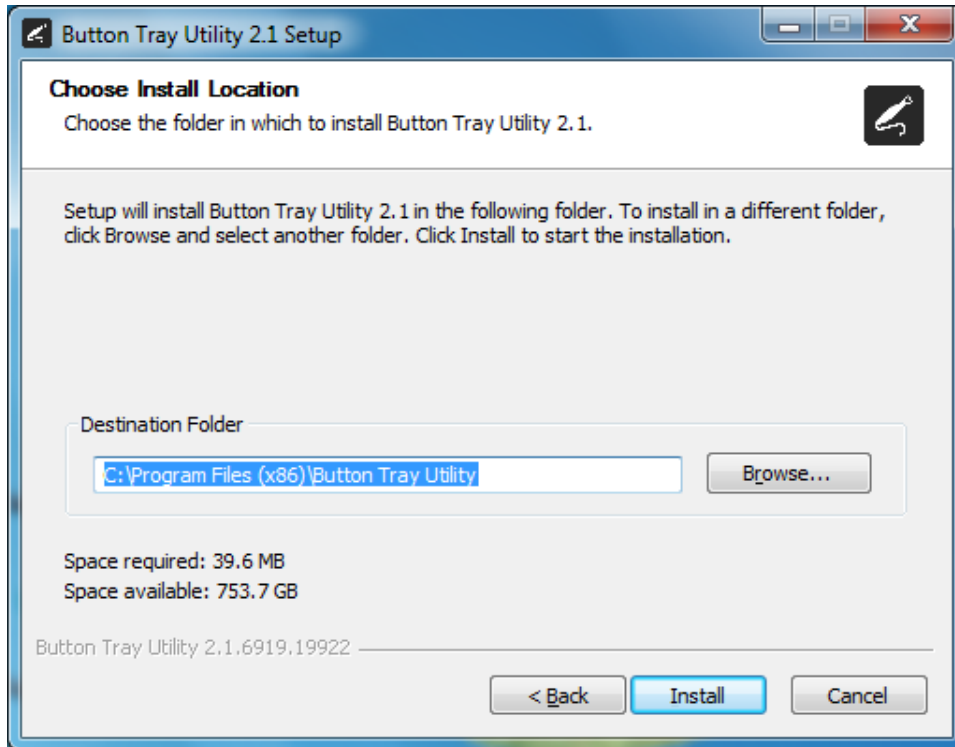 Button Tray Utility 2.1 Setup
Choose Install Location
Choose the folder in which to install Button Tray Utility 2.1.
Setup will install Button Tray Utility 2.1 in the following folder. To install in a different folder,
click Browse and select another folder. Click Install to start the installation.
Destination Folder
C:\Program Files (x86)\Button Tray Utility
Browse...
Space required: 39.6 MB
Space available: 753.7 GB
Button Tray Utility 2.1.6919.19922
< Back
Install
Cancel